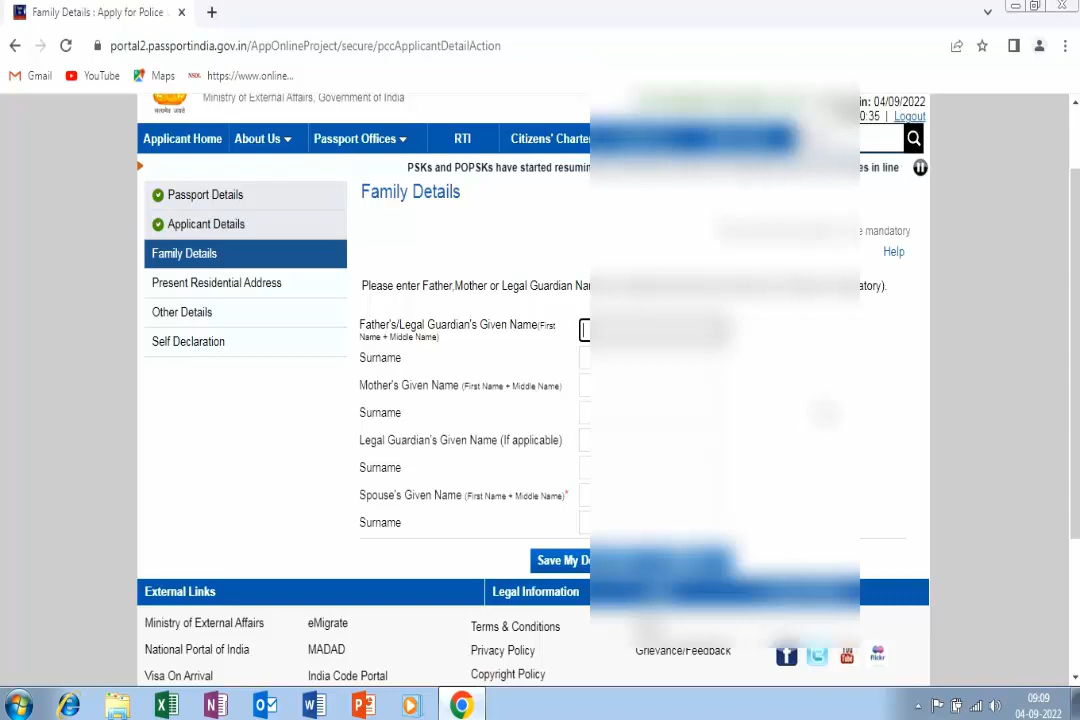 Family Details : Apply for Police
portal2.passportindia.gov.in/AppOnlineProject/secure/pccApplicantDetailAction
Gmail YouTube Maps NSDL https://www.online...
Ministry of External Affairs, Government of India
in: 04/09/2022
0:35 | Logout
Applicant Home About Us Passport Offices RTI Citizens' Charte
PSKs and POPSKs have started resumin es in line
Passport Details
Applicant Details
Family Details
Present Residential Address
Other Details
Self Declaration
Family Details
e mandatory
Help
Please enter Father,Mother or Legal Guardian Na atory).
Father's/Legal Guardian's Given Name(First
Name + Middle Name)
Surname
Mother's Given Name (First Name + Middle Name)
Surname
Legal Guardian's Given Name (If applicable)
Surname
Spouse's Given Name (First Name + Middle Name)*
Surname
Save My De
External Links Legal Information
Ministry of External Affairs eMigrate Terms & Conditions
National Portal of India MADAD Privacy Policy Grievance/Feedback
Visa On Arrival India Code Portal Copyright Policy
flickr
09:09
04-09-2022